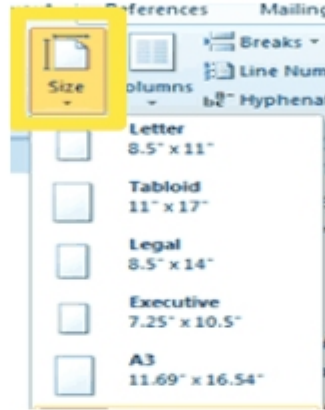 References Mailing
Breaks
Size
Columns
Line Num
Hyphena
Letter
8.5" x 11"
Tabloid
11" x 17"
Legal
8.5" x 14"
Executive
7.25" x 10.5"
A3
11.69" x 16.54"